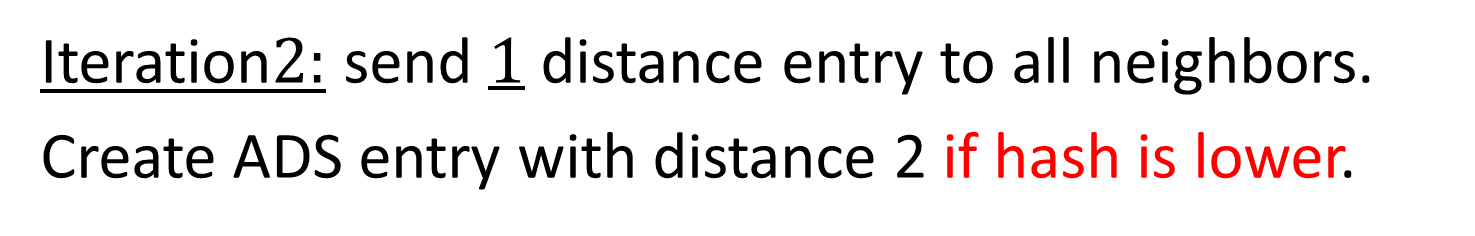 Iteration2: send 1 distance entry to all neighbors.
Create ADS entry with distance 2 if hash is lower.